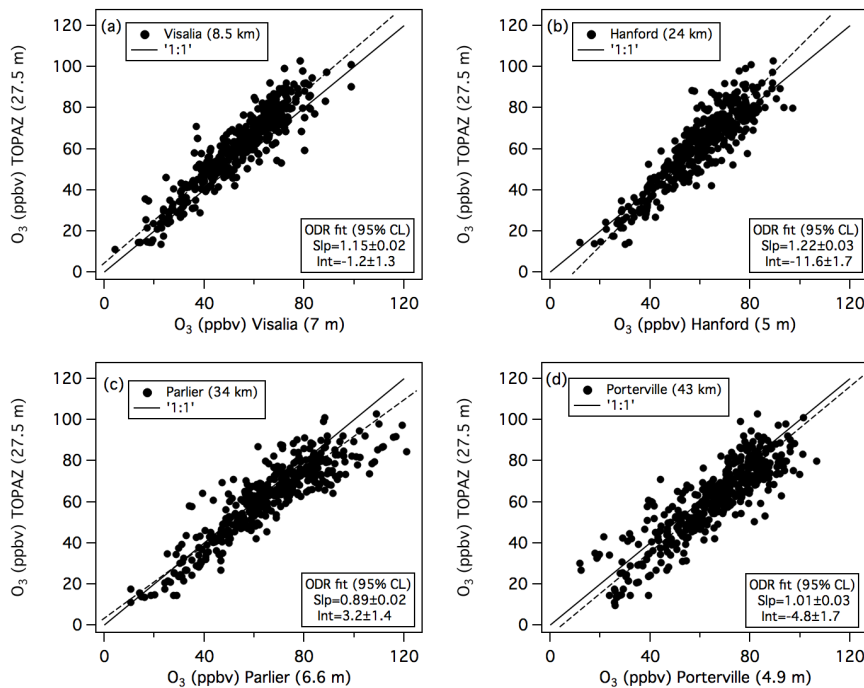 (a)
Visalia (8.5 km)
'1:1'
O3 (ppbv) TOPAZ (27.5 m)
120
100
80
60
40
20
0
ODR fit (95% CL)
Slp=1.15±0.02
Int=-1.2±1.3
0 40 80 120
O3 (ppbv) Visalia (7 m)
(b)
Hanford (24 km)
'1:1'
O3 (ppbv) TOPAZ (27.5 m)
120
100
80
60
40
20
0
ODR fit (95% CL)
Slp=1.22±0.03
Int=-11.6±1.7
0 40 80 120
O3 (ppbv) Hanford (5 m)
(c)
Parlier (34 km)
'1:1'
O3 (ppbv) TOPAZ (27.5 m)
120
100
80
60
40
20
0
ODR fit (95% CL)
Slp=0.89±0.02
Int=3.2±1.4
0 40 80 120
O3 (ppbv) Parlier (6.6 m)
(d)
Porterville (43 km)
'1:1'
O3 (ppbv) TOPAZ (27.5 m)
120
100
80
60
40
20
0
ODR fit (95% CL)
Slp=1.01±0.03
Int=-4.8±1.7
0 40 80 120
O3 (ppbv) Porterville (4.9 m)